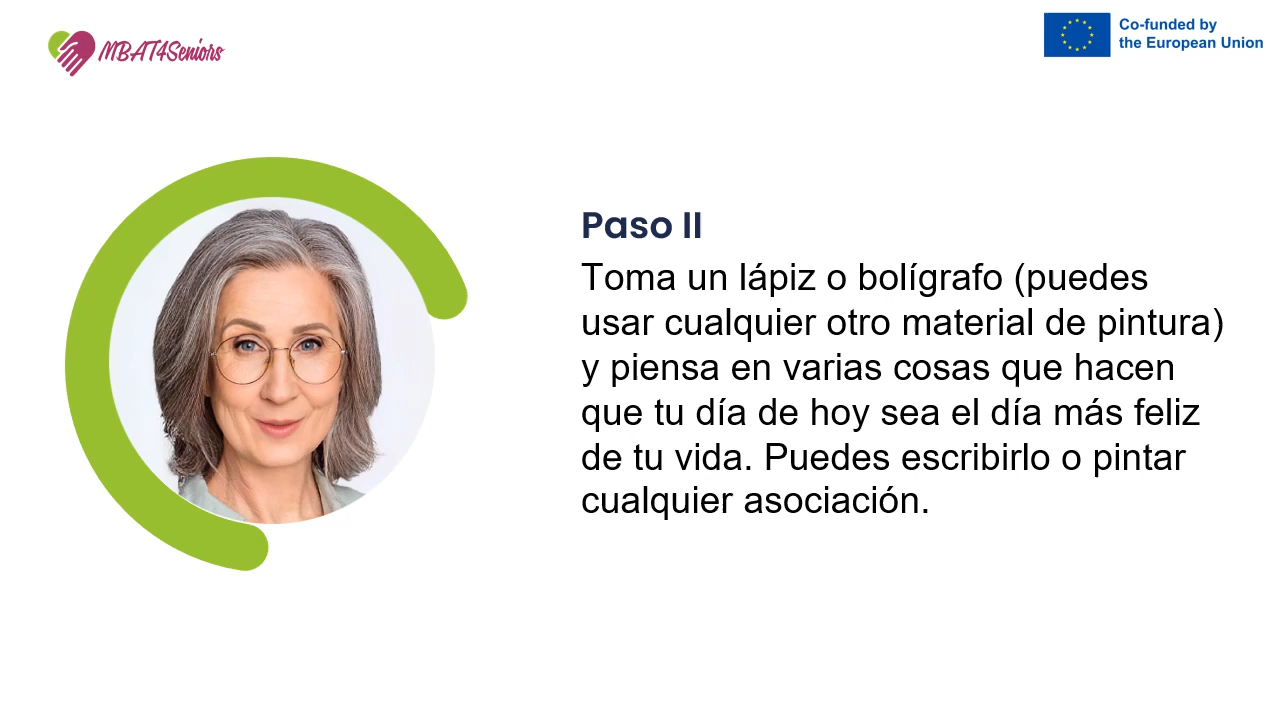 MBAT4Seniors
Co-funded by
the European Union
Paso II
Toma un lápiz o bolígrafo (puedes
usar cualquier otro material de pintura)
y piensa en varias cosas que hacen
que tu día de hoy sea el día más feliz
de tu vida. Puedes escribirlo o pintar
cualquier asociación.